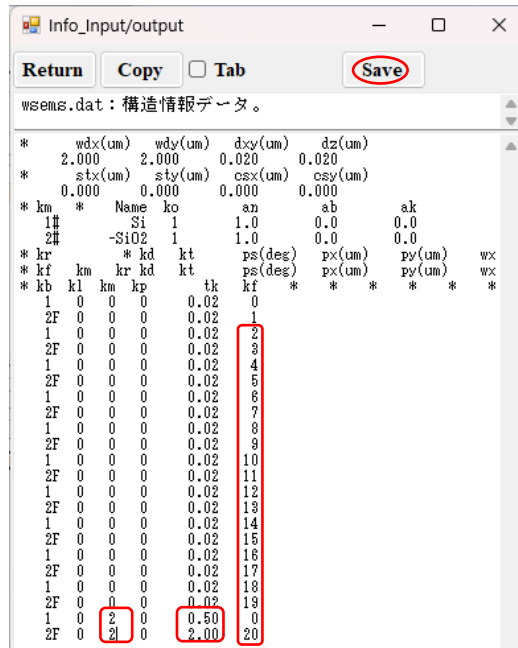 Info_Input/output
Return Copy Tab Save
wsems.dat：構造情報データ。
* wdx(um) wdy(um) dxy(um) dz(um)
2.000 2.000 0.020 0.020
* stx(um) sty(um) csx(um) csy(um)
0.000 0.000 0.000 0.000
* km * Name ko an ab ak
1# Si 1 1.0 0.0 0.0
2# -SiO2 1 1.0 0.0 0.0
* kr * kd kt ps(deg) px(um) py(um) wx
* kf km kr kd kt ps(deg) px(um) py(um) wx
* kb kl km kp tk kf * * * * * *
1 0 0 0 0.02 0
2F 0 0 0 0.02 1
1 0 0 0 0.02 2
2F 0 0 0 0.02 3
1 0 0 0 0.02 4
2F 0 0 0 0.02 5
1 0 0 0 0.02 6
2F 0 0 0 0.02 7
1 0 0 0 0.02 8
2F 0 0 0 0.02 9
1 0 0 0 0.02 10
2F 0 0 0 0.02 11
1 0 0 0 0.02 12
2F 0 0 0 0.02 13
1 0 0 0 0.02 14
2F 0 0 0 0.02 15
1 0 0 0 0.02 16
2F 0 0 0 0.02 17
1 0 0 0 0.02 18
2F 0 0 0 0.02 19
1 0 2 0 0.50 0
2F 0 2 0 2.00 20